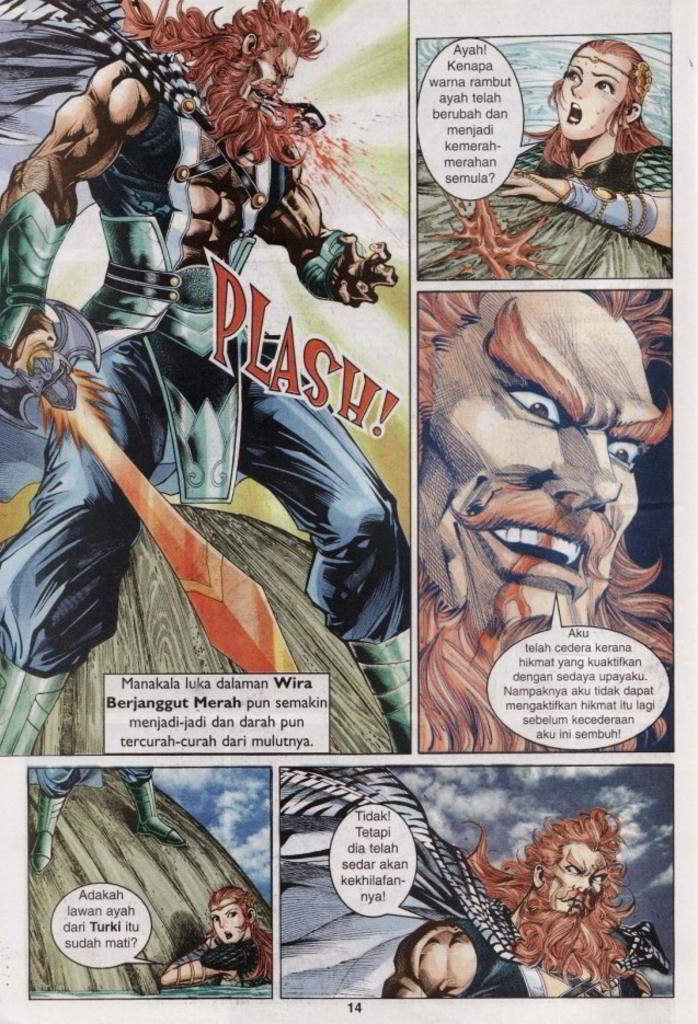 PLASH!
Manakala luka dalaman Wira
Berjanggut Merah pun semakin
menjadi-jadi dan darah pun
tercurah-curah dari mulutnya.
Ayah!
Kenapa
warna rambut
ayah telah
berubah dan
menjadi
kemerah-
merahan
semula?
Aku
telah cedera kerana
hikmat yang kuaktifkan
dengan sedaya upayaku.
Nampaknya aku tidak dapat
mengaktifkan hikmat itu lagi
sebelum kecederaan
aku ini sembuh!
Adakah
lawan ayah
dari Turki itu
sudah mati?
Tidak!
Tetapi
dia telah
sedar akan
kekhilafan-
nya!
14